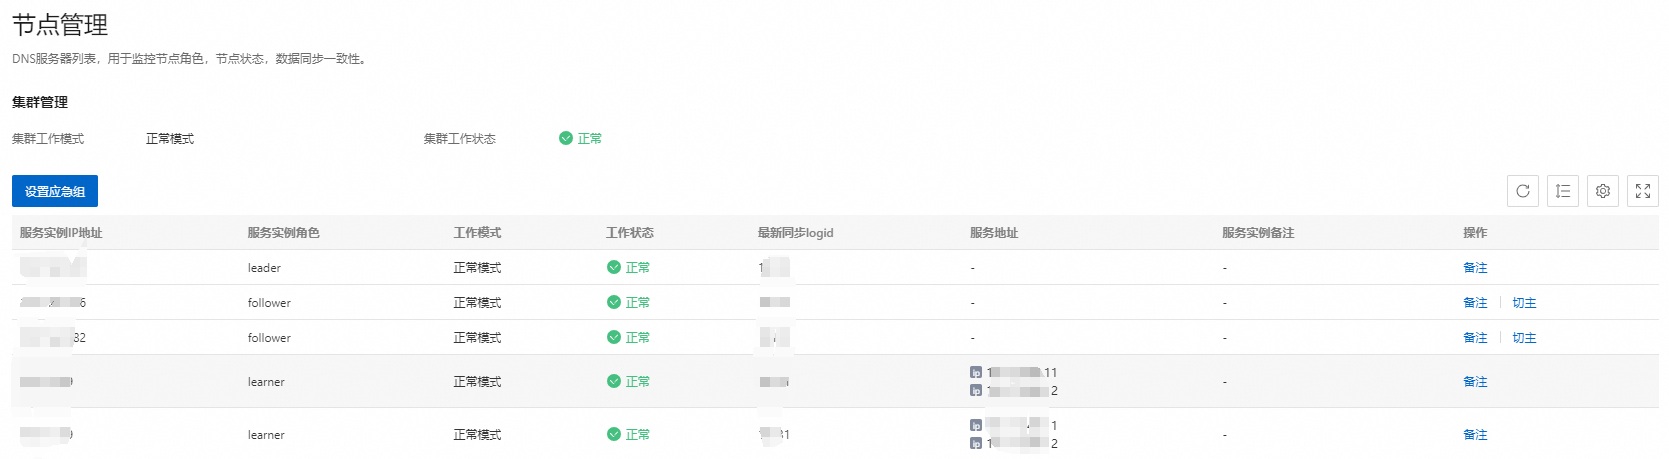 节点管理
DNS服务器列表，用于监控节点角色，节点状态，数据同步一致性。
集群管理
集群工作模式 正常模式 集群工作状态 正常
设置应急组
服务实例IP地址 服务实例角色 工作模式 工作状态 最新同步logid 服务地址 服务实例备注 操作
leader 正常模式 正常 - - 备注
follower 正常模式 正常 - - 备注 切主
follower 正常模式 正常 - - 备注 切主
learner 正常模式 正常 ip ip - 备注
learner 正常模式 正常 ip ip - 备注